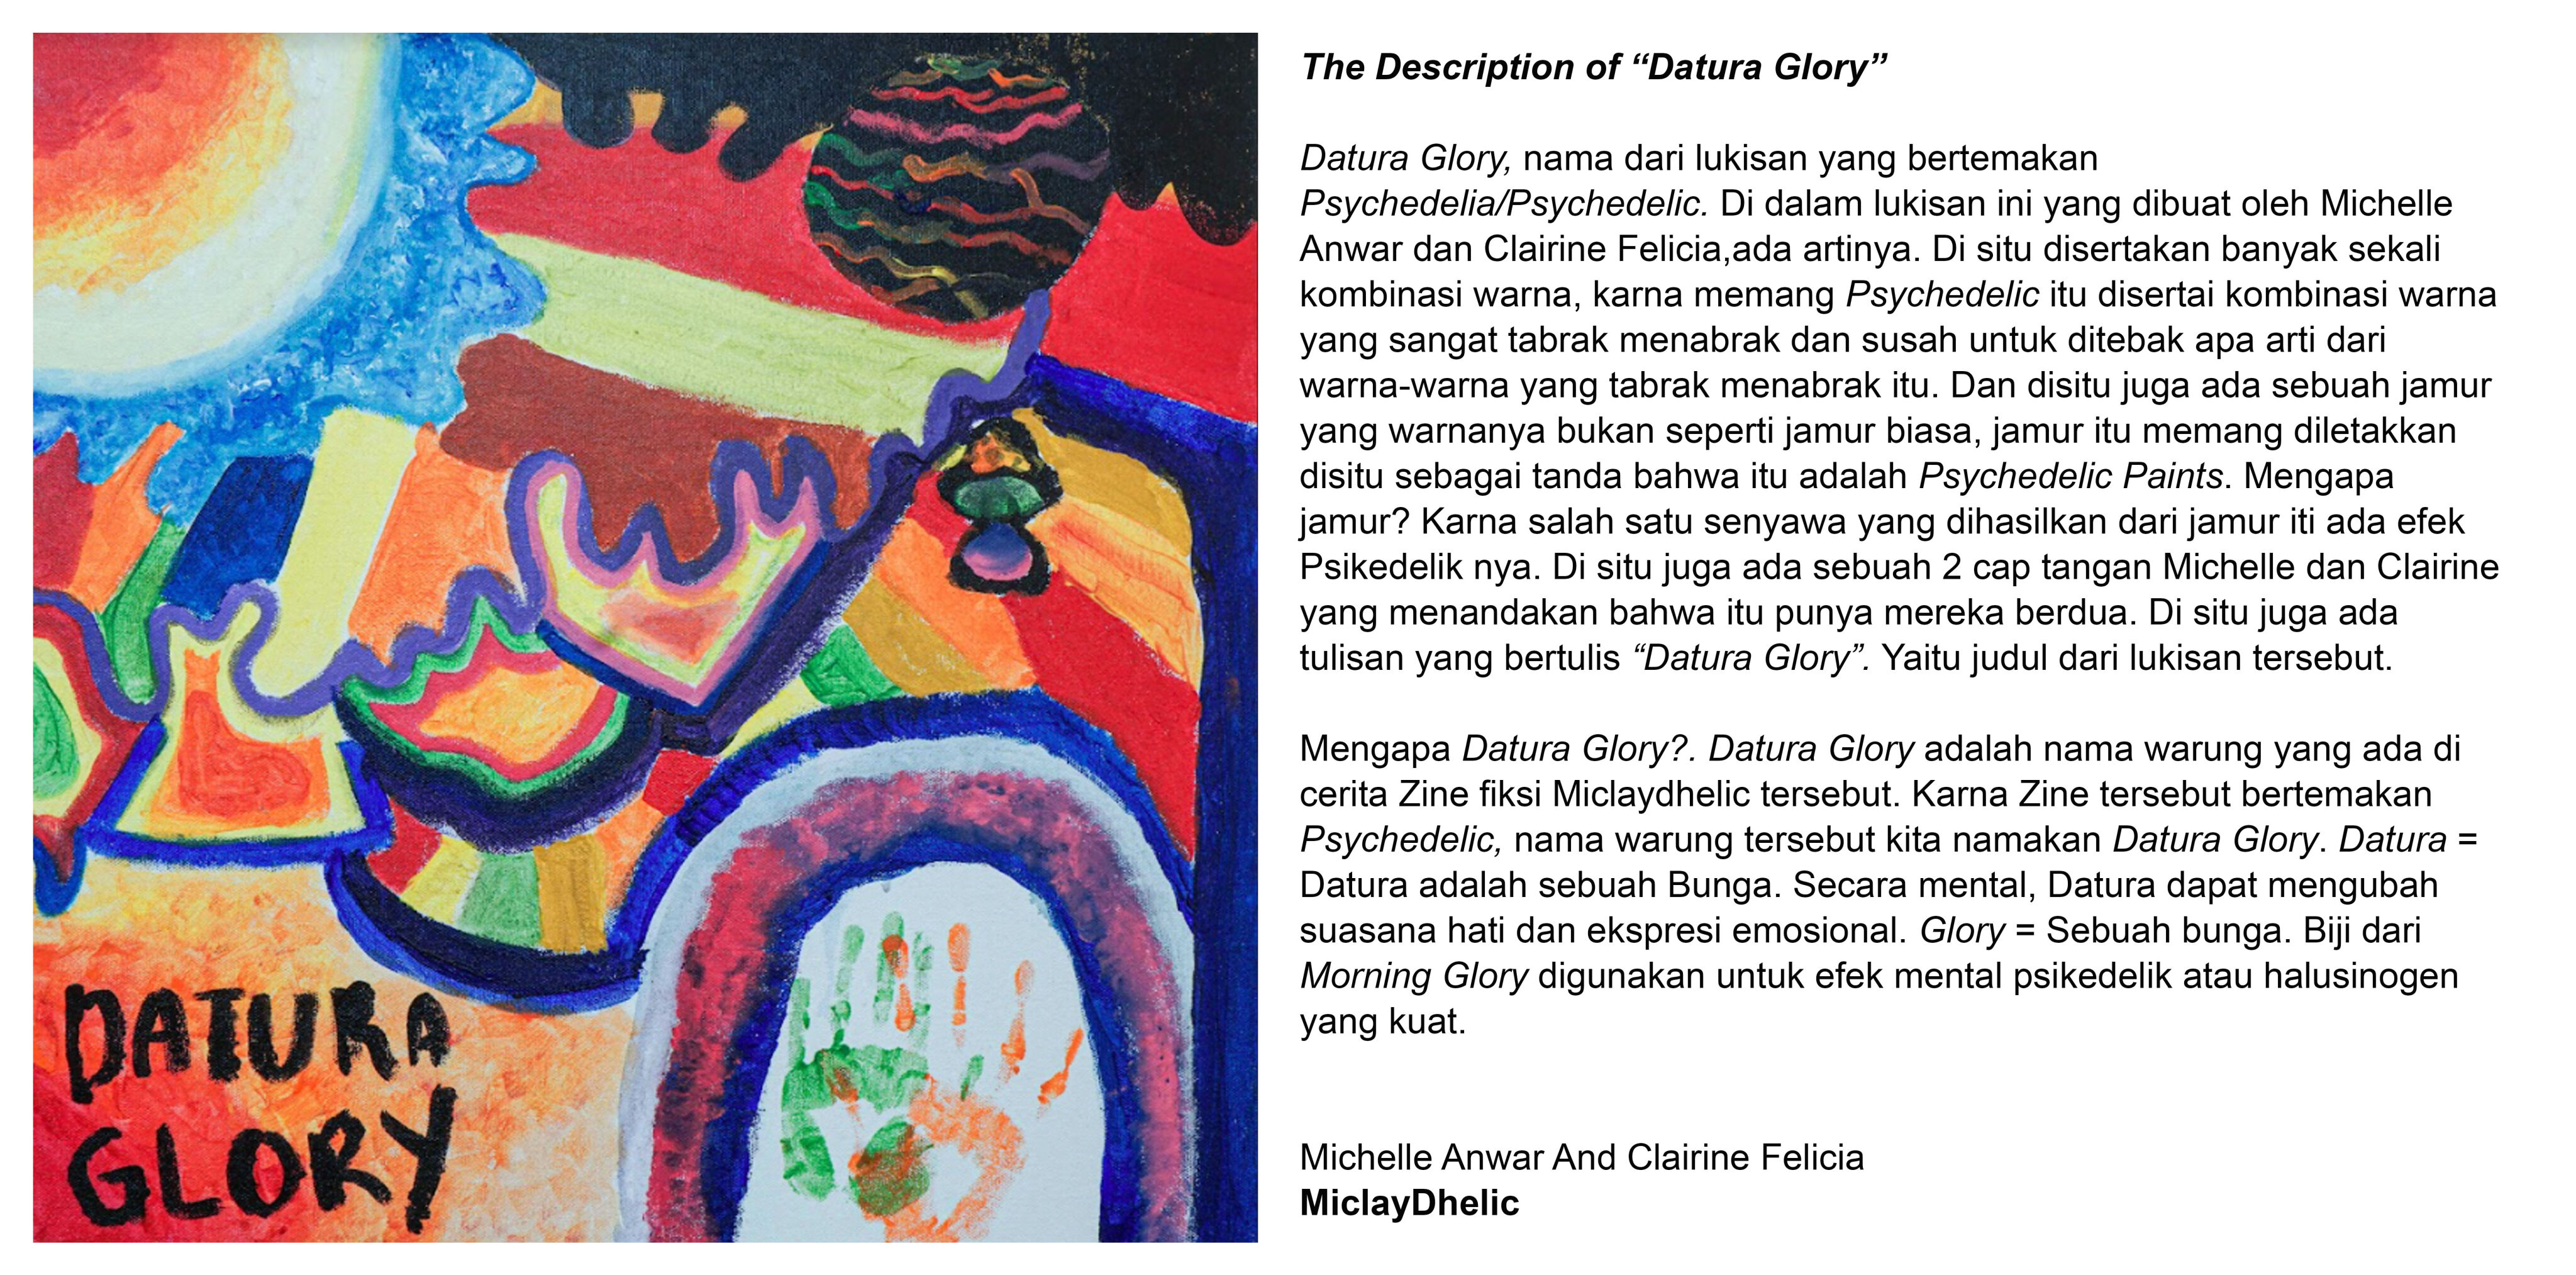 DATURA
GLORY
The Description of “Datura Glory”
Datura Glory, nama dari lukisan yang bertemakan
Psychedelia/Psychedelic. Di dalam lukisan ini yang dibuat oleh Michelle
Anwar dan Clairine Felicia,ada artinya. Di situ disertakan banyak sekali
kombinasi warna, karna memang Psychedelic itu disertai kombinasi warna
yang sangat tabrak menabrak dan susah untuk ditebak apa arti dari
warna-warna yang tabrak menabrak itu. Dan disitu juga ada sebuah jamur
yang warnanya bukan seperti jamur biasa, jamur itu memang diletakkan
disitu sebagai tanda bahwa itu adalah Psychedelic Paints. Mengapa
jamur? Karna salah satu senyawa yang dihasilkan dari jamur iti ada efek
Psikedelik nya. Di situ juga ada sebuah 2 cap tangan Michelle dan Clairine
yang menandakan bahwa itu punya mereka berdua. Di situ juga ada
tulisan yang bertulis “Datura Glory”. Yaitu judul dari lukisan tersebut.
Mengapa Datura Glory?. Datura Glory adalah nama warung yang ada di
cerita Zine fiksi Miclaydhelic tersebut. Karna Zine tersebut bertemakan
Psychedelic, nama warung tersebut kita namakan Datura Glory. Datura =
Datura adalah sebuah Bunga. Secara mental, Datura dapat mengubah
suasana hati dan ekspresi emosional. Glory = Sebuah bunga. Biji dari
Morning Glory digunakan untuk efek mental psikedelik atau halusinogen
yang kuat.
Michelle Anwar And Clairine Felicia
MiclayDhelic